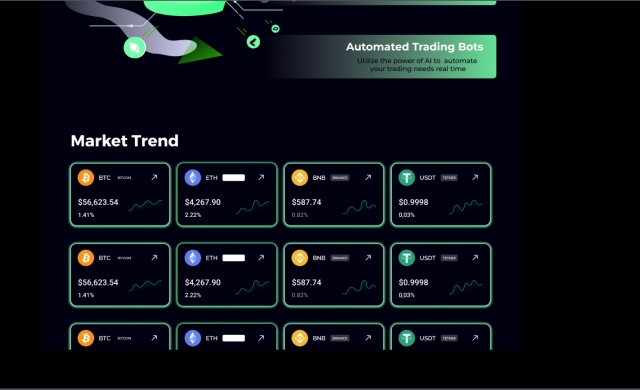 Automated Trading Bots
Utilize the power of AI to automate
your trading needs real time
Market Trend
BTC BITCOIN
$56,623.54
1.41%
ETH
$4,267.90
2.22%
BNB BINANCE
$587.74
0.82%
USDT TETHER
$0.9998
0,03%
BTC BITCOIN
$56,623.54
1.41%
ETH
$4,267.90
2.22%
BNB BINANCE
$587.74
0.82%
USDT TETHER
$0.9998
0,03%
BTC BITCOIN
ETH
BNB BINANCE
USDT TETHER